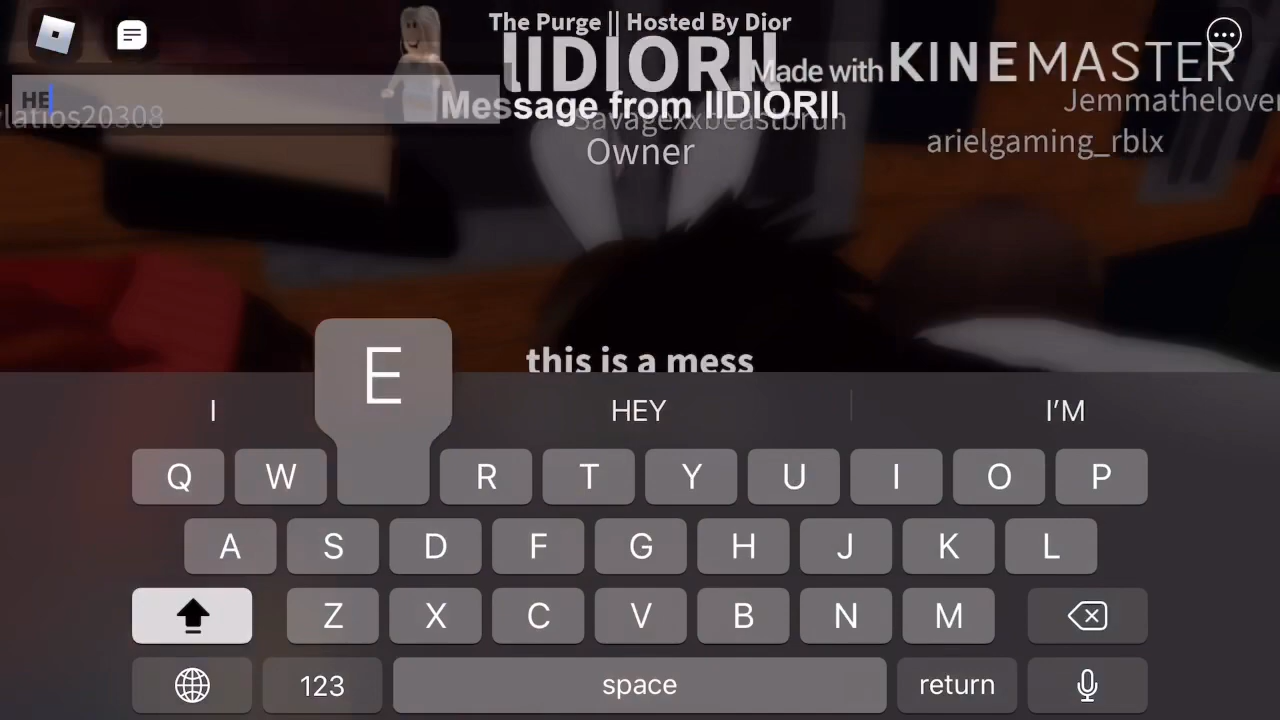 The Purge || Hosted By Dior
IIDIORII
Made with KINEMASTER
HE
Message from IIDIORII
Jemmathelover
latios20308
Savagexxbeastbrun
arielgaming_rblx
Owner
this is a mess
E
I HEY I'M
Q W R T Y U I O P
A S D F G H J K L
Z X C V B N M
123 space return